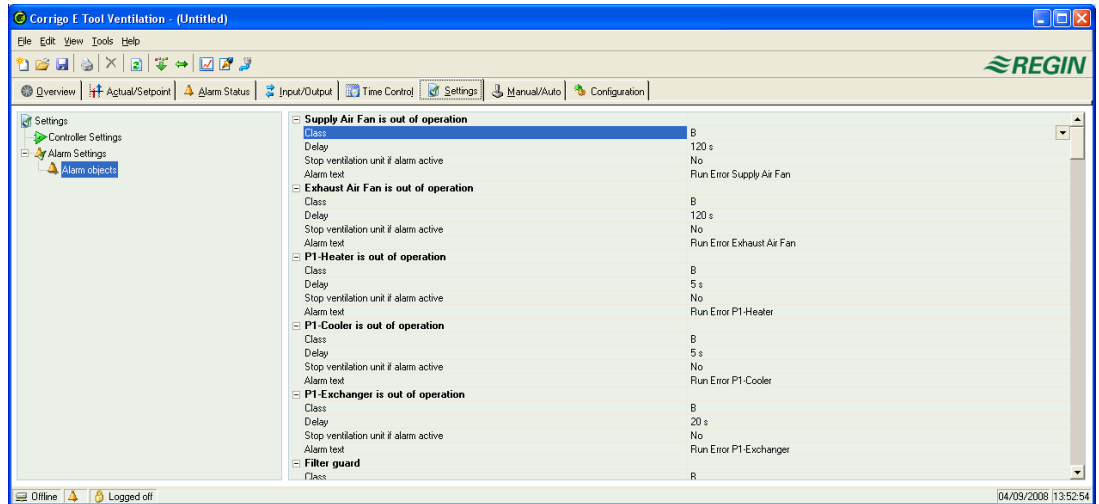 Corrigo E Tool Ventilation - (Untitled)
File Edit View Tools Help
REGIN
Overview Actual/Setpoint Alarm Status Input/Output Time Control Settings Manual/Auto Configuration
Settings
Controller Settings
Alarm Settings
Alarm objects
Supply Air Fan is out of operation
Class B
Delay 120 s
Stop ventilation unit if alarm active No
Alarm text Run Error Supply Air Fan
Exhaust Air Fan is out of operation
Class B
Delay 120 s
Stop ventilation unit if alarm active No
Alarm text Run Error Exhaust Air Fan
P1-Heater is out of operation
Class B
Delay 5 s
Stop ventilation unit if alarm active No
Alarm text Run Error P1-Heater
P1-Cooler is out of operation
Class B
Delay 5 s
Stop ventilation unit if alarm active No
Alarm text Run Error P1-Cooler
P1-Exchanger is out of operation
Class B
Delay 20 s
Stop ventilation unit if alarm active No
Alarm text Run Error P1-Exchanger
Filter guard
Class B
Offline Logged off 04/09/2008 13:52:54